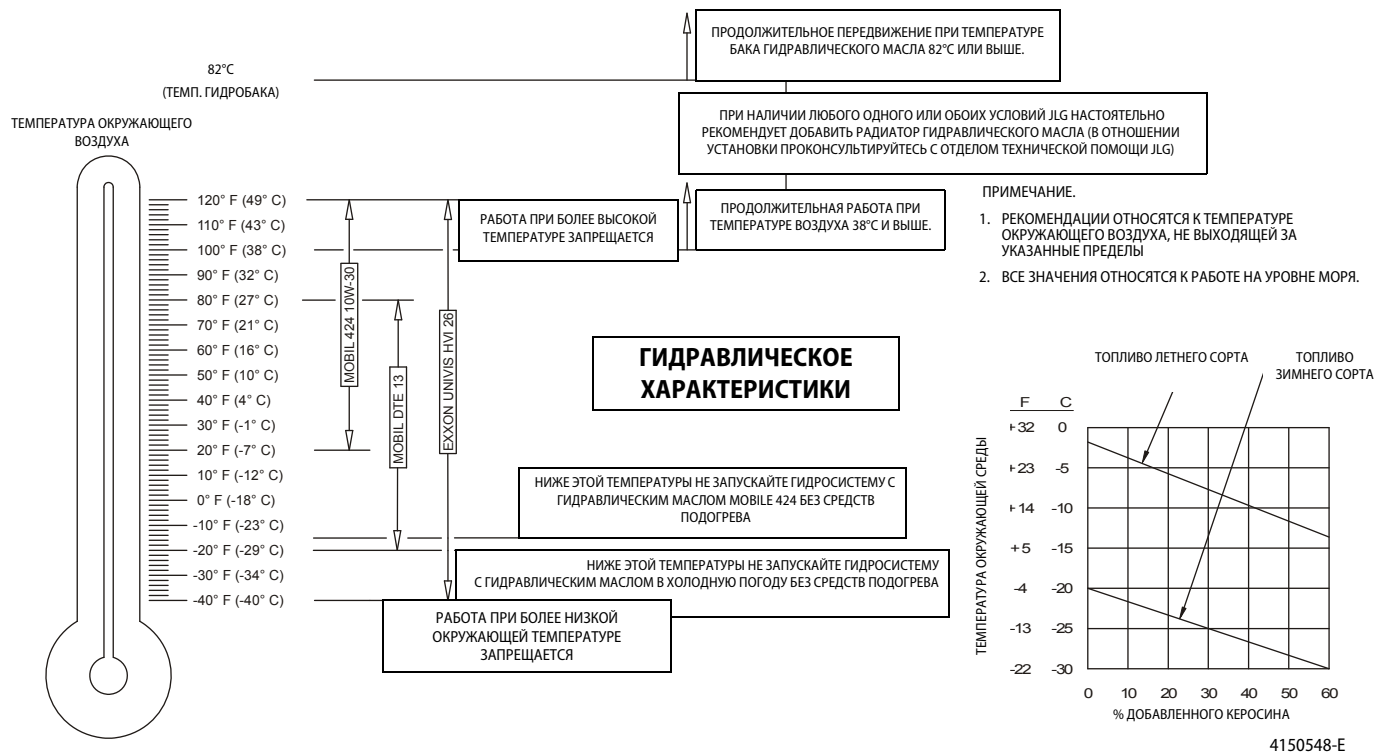 ПРОДОЛЖИТЕЛЬНОЕ ПЕРЕДВИЖЕНИЕ ПРИ ТЕМПЕРАТУРЕ
БАКА ГИДРАВЛИЧЕСКОГО МАСЛА 82°С ИЛИ ВЫШЕ.
82°С
(ТЕМП. ГИДРОБАКА)
ПРИ НАЛИЧИИ ЛЮБОГО ОДНОГО ИЛИ ОБОИХ УСЛОВИЙ JLG НАСТОЯТЕЛЬНО
РЕКОМЕНДУЕТ ДОБАВИТЬ РАДИАТОР ГИДРАВЛИЧЕСКОГО МАСЛА (В ОТНОШЕНИИ
УСТАНОВКИ ПРОКОНСУЛЬТИРУЙТЕСЬ С ОТДЕЛОМ ТЕХНИЧЕСКОЙ ПОМОЩИ JLG)
ТЕМПЕРАТУРА ОКРУЖАЮЩЕГО
ВОЗДУХА
120° F (49° C)
110° F (43° C)
100° F (38° C)
90° F (32° C)
80° F (27° C)
70° F (21° C)
60° F (16° C)
50° F (10° C)
40° F (4° C)
30° F (-1° C)
20° F (-7° C)
10° F (-12° C)
0° F (-18° C)
-10° F (-23° C)
-20° F (-29° C)
-30° F (-34° C)
-40° F (-40° C)
MOBIL 424 10W-30
MOBIL DTE 13
EXXON UNIVIS HVI 26
РАБОТА ПРИ БОЛЕЕ ВЫСОКОЙ
ТЕМПЕРАТУРЕ ЗАПРЕЩАЕТСЯ
ПРОДОЛЖИТЕЛЬНАЯ РАБОТА ПРИ
ТЕМПЕРАТУРЕ ВОЗДУХА 38°С И ВЫШЕ.
ПРИМЕЧАНИЕ.
1. РЕКОМЕНДАЦИИ ОТНОСЯТСЯ К ТЕМПЕРАТУРЕ
ОКРУЖАЮЩЕГО ВОЗДУХА, НЕ ВЫХОДЯЩЕЙ ЗА
УКАЗАННЫЕ ПРЕДЕЛЫ
2. ВСЕ ЗНАЧЕНИЯ ОТНОСЯТСЯ К РАБОТЕ НА УРОВНЕ МОРЯ.
ГИДРАВЛИЧЕСКОЕ
ХАРАКТЕРИСТИКИ
НИЖЕ ЭТОЙ ТЕМПЕРАТУРЫ НЕ ЗАПУСКАЙТЕ ГИДРОСИСТЕМУ С
ГИДРАВЛИЧЕСКИМ МАСЛОМ MOBILE 424 БЕЗ СРЕДСТВ
ПОДОГРЕВА
НИЖЕ ЭТОЙ ТЕМПЕРАТУРЫ НЕ ЗАПУСКАЙТЕ ГИДРОСИСТЕМУ
С ГИДРАВЛИЧЕСКИМ МАСЛОМ В ХОЛОДНУЮ ПОГОДУ БЕЗ СРЕДСТВ ПОДОГРЕВА
РАБОТА ПРИ БОЛЕЕ НИЗКОЙ
ОКРУЖАЮЩЕЙ ТЕМПЕРАТУРЕ
ЗАПРЕЩАЕТСЯ
ТОПЛИВО ЛЕТНЕГО СОРТА
ТОПЛИВО
ЗИМНЕГО СОРТА
ТЕМПЕРАТУРА ОКРУЖАЮЩЕЙ СРЕДЫ
F C
+32 0
+23 -5
+14 -10
+5 -15
-4 -20
-13 -25
-22 -30
0 10 20 30 40 50 60
% ДОБАВЛЕННОГО КЕРОСИНА
4150548-E